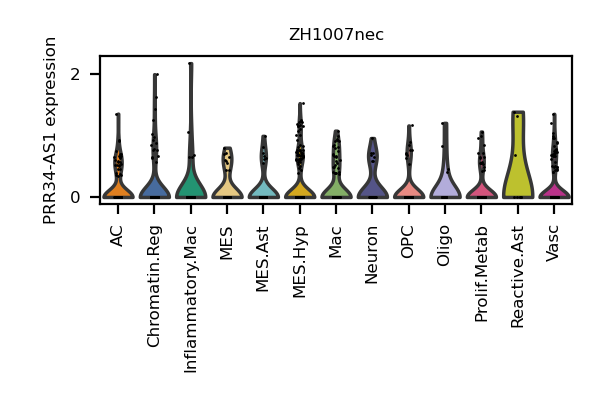 ZH1007nec
PRR34-AS1 expression
2
0
AC
Chromatin.Reg
Inflammatory.Mac
MES
MES.Ast
MES.Hyp
Mac
Neuron
OPC
Oligo
Prolif.Metab
Reactive.Ast
Vasc